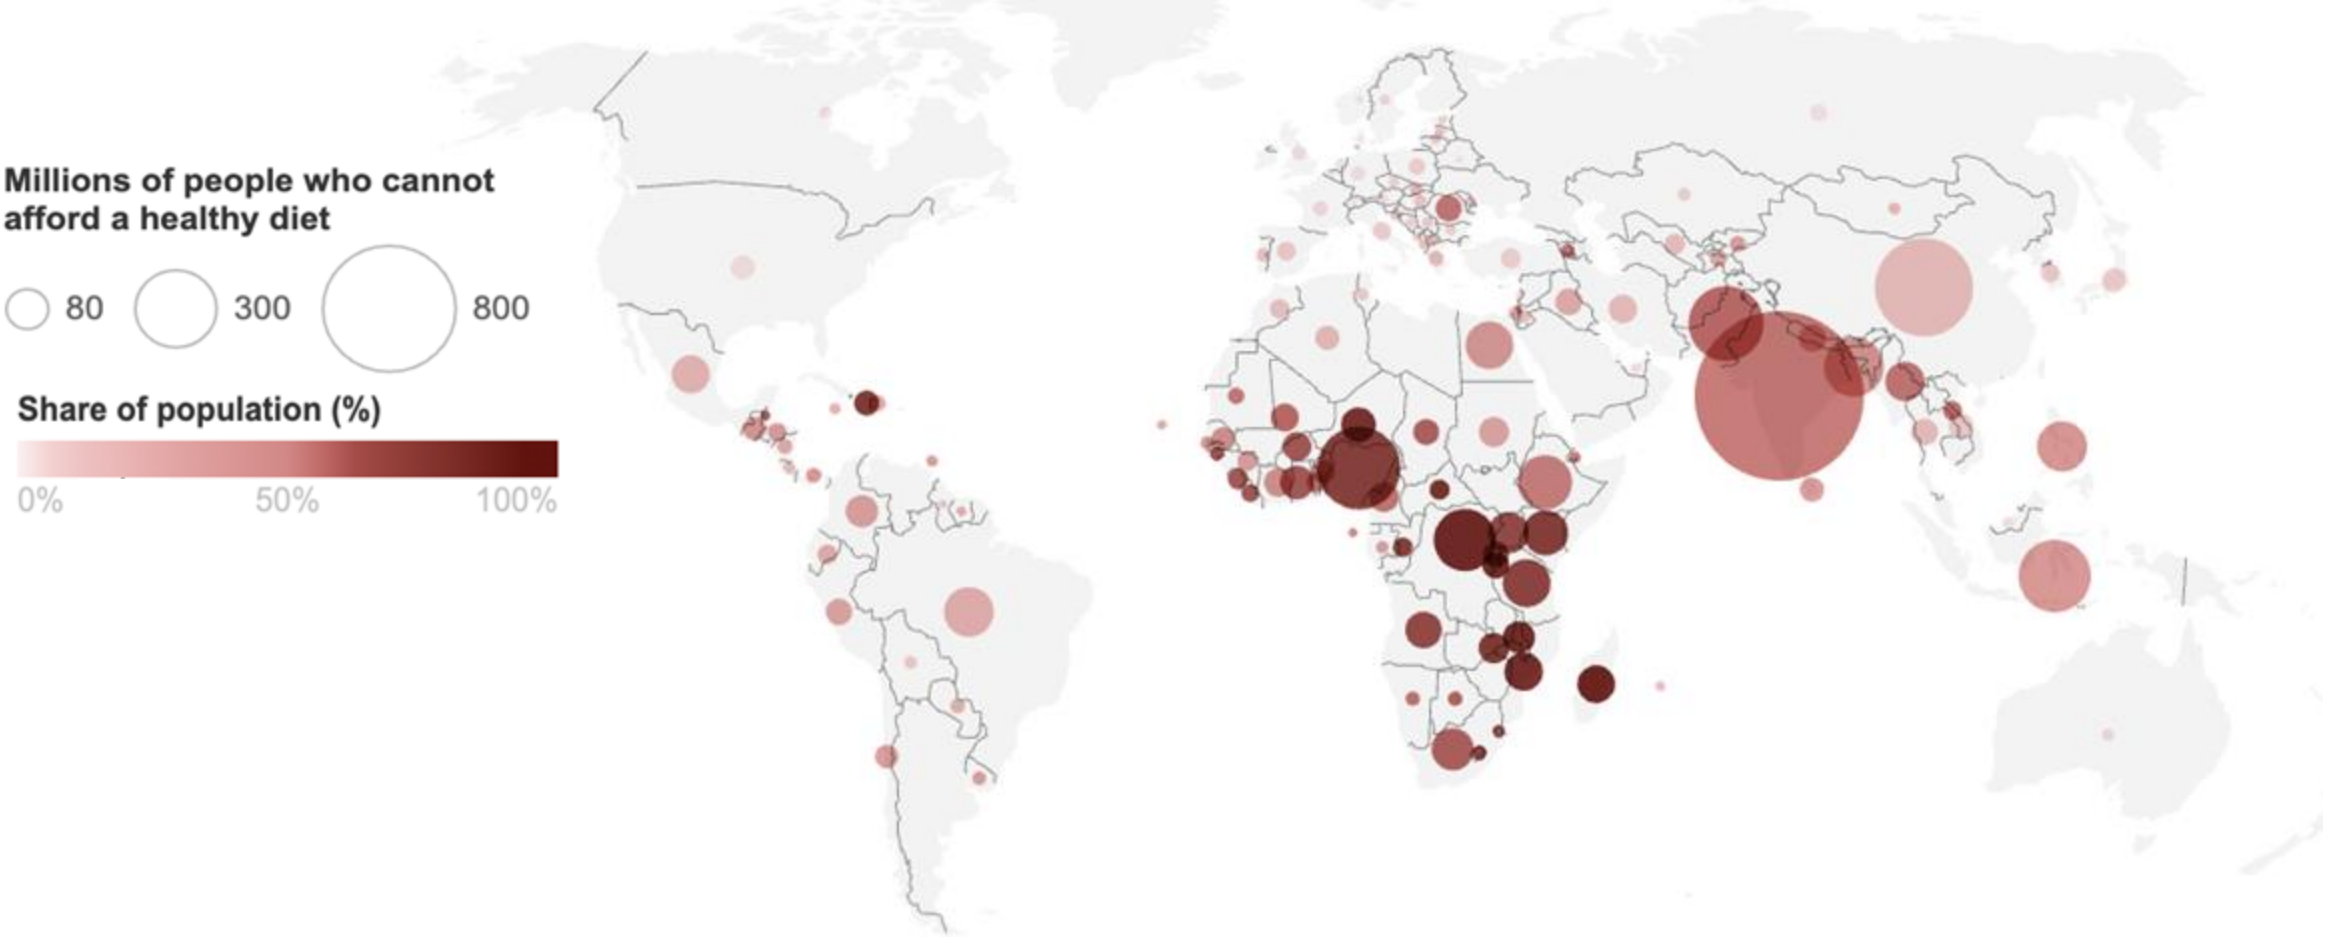 Millions of people who cannot
afford a healthy diet
80 300 800
Share of population (%)
0% 50% 100%